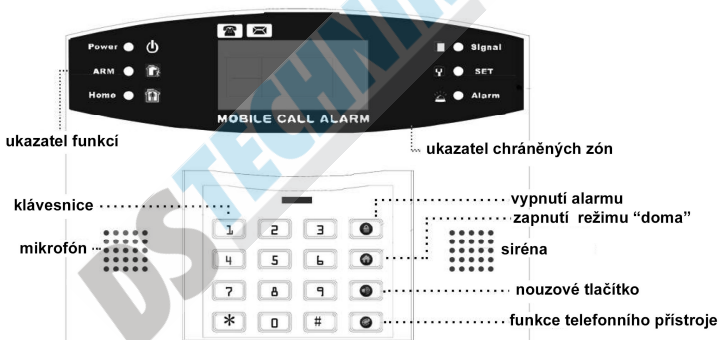 Power
Signal
ARM
SET
Home
Alarm
MOBILE CALL ALARM
ukazatel funkcí
ukazatel chráněných zón
klávesnice
vypnutí alarmu
zapnutí režimu “doma”
mikrofón
siréna
nouzové tlačítko
funkce telefonního přístroje
1 2 3
4 5 6
7 8 9
* 0 #
DSTECHNIK